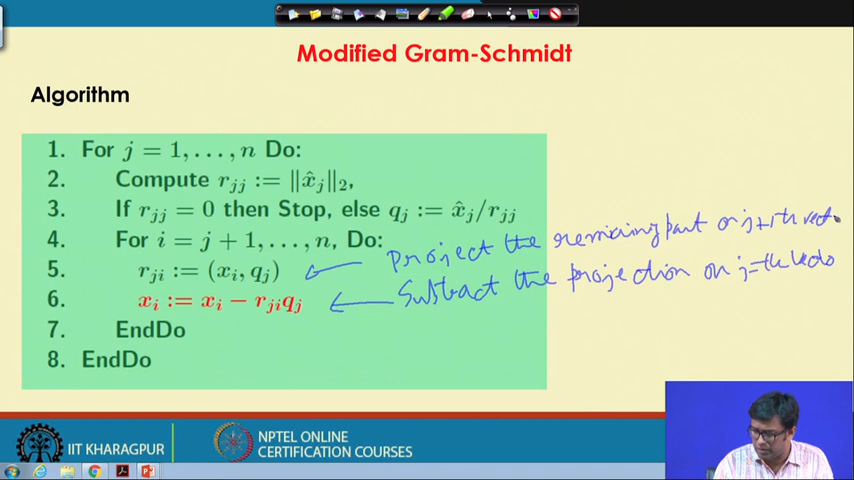 Modified Gram-Schmidt
Algorithm
1. For j = 1, . . . , n Do:
2. Compute r_jj := ‖x̂_j‖_2,
3. If r_jj = 0 then Stop, else q_j := x̂_j/r_jj
4. For i = j + 1, . . . , n, Do:
5. r_ji := (x_i, q_j)
Project the remaining part on j+1th vect
6. x_i := x_i − r_ji q_j
Subtract the projection on j-th
7. EndDo
8. EndDo
IIT KHARAGPUR
NPTEL ONLINE
CERTIFICATION COURSES